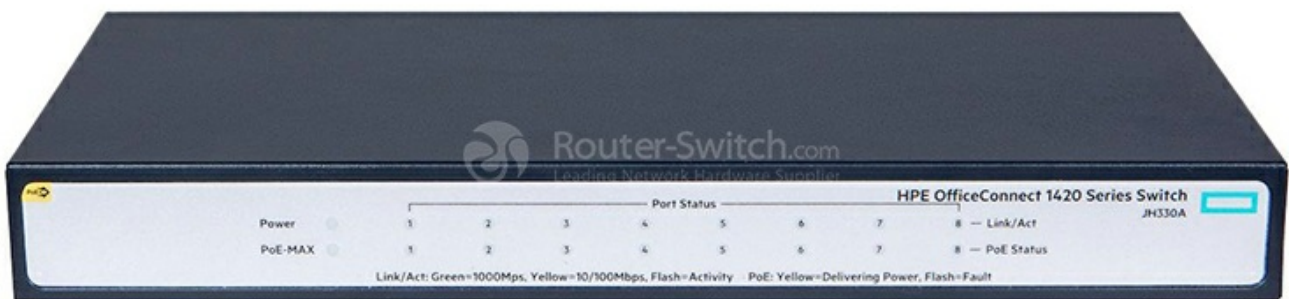 Router-Switch.com
Leading Network Hardware Supplier
PoE
HPE OfficeConnect 1420 Series Switch
JH330A
Port Status
Power 1 2 3 4 5 6 7 8 — Link/Act
PoE-MAX 1 2 3 4 5 6 7 8 — PoE Status
Link/Act: Green=1000Mps, Yellow=10/100Mbps, Flash=Activity PoE: Yellow=Delivering Power, Flash=Fault